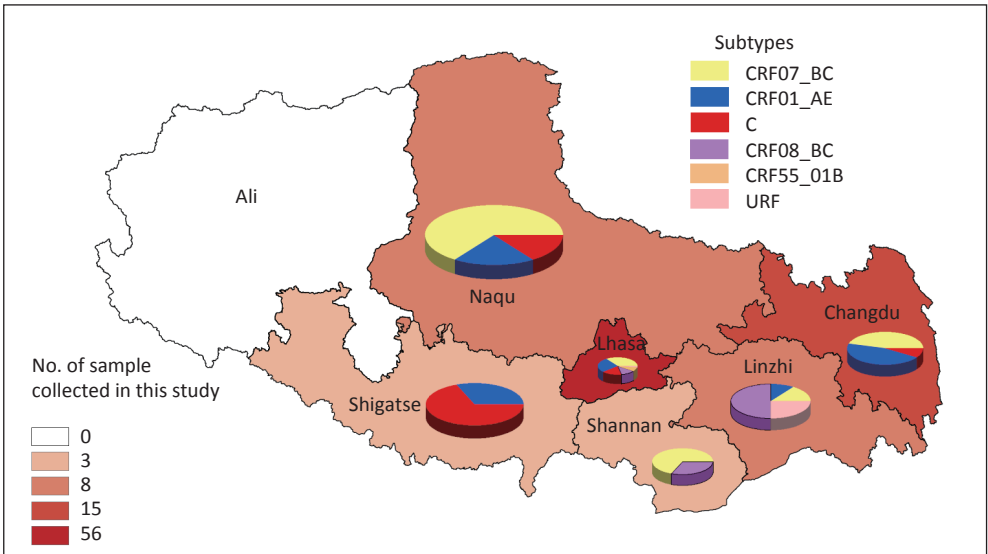 Subtypes
CRF07_BC
CRF01_AE
C
CRF08_BC
CRF55_01B
URF
Ali
Naqu
Changdu
Lhasa
Linzhi
Shigatse
Shannan
No. of sample
collected in this study
0
3
8
15
56